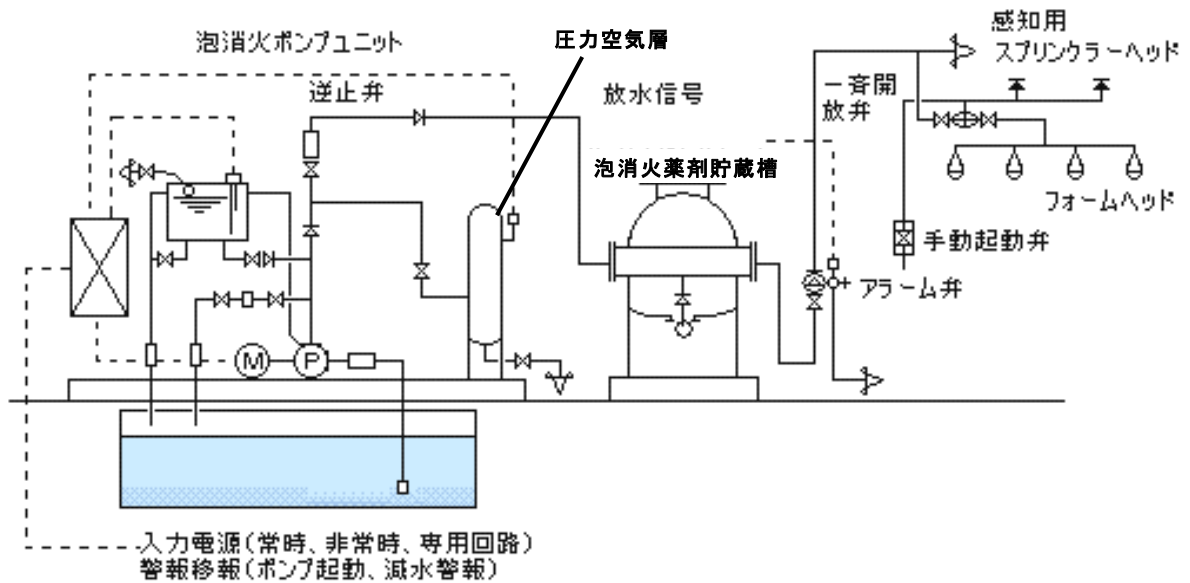 泡消火ポンプユニット
圧力空気層
感知用
スプリンクラーヘッド
逆止弁
放水信号
一斉開
放弁
泡消火薬剤貯蔵槽
フォームヘッド
手動起動弁
アラーム弁
M
P
入力電源(常時、非常時、専用回路)
警報移報(ポンプ起動、減水警報)